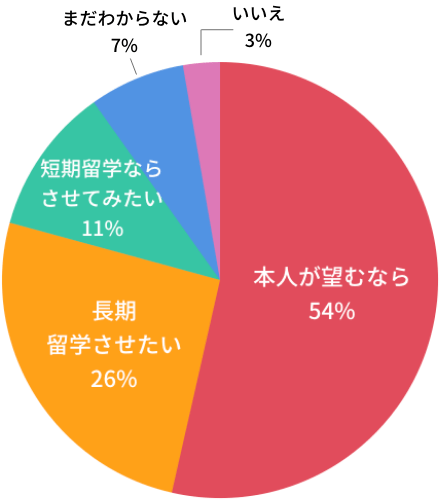 まだわからない
7%
いいえ
3%
短期留学なら
させてみたい
11%
本人が望むなら
54%
長期
留学させたい
26%